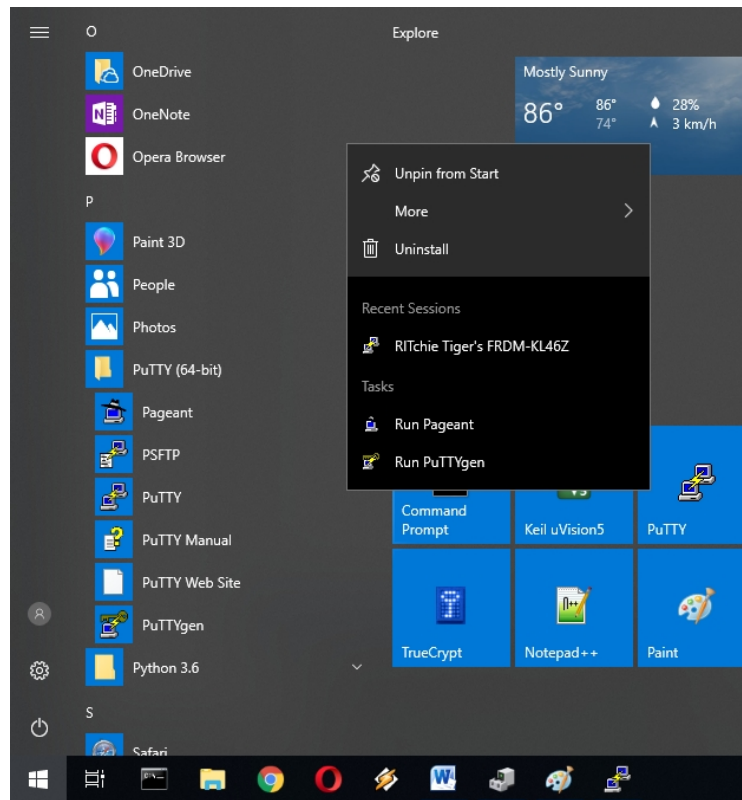 O
OneDrive
OneNote
Opera Browser
P
Paint 3D
People
Photos
PuTTY (64-bit)
Pageant
PSFTP
PuTTY
PuTTY Manual
PuTTY Web Site
PuTTYgen
Python 3.6
S
Safari
Explore
Mostly Sunny
86° 86° 28%
74° 3 km/h
Unpin from Start
More
Uninstall
Recent Sessions
RITchie Tiger's FRDM-KL46Z
Tasks
Run Pageant
Run PuTTYgen
Command
Prompt
Keil uVision5
PuTTY
TrueCrypt
Notepad++
Paint